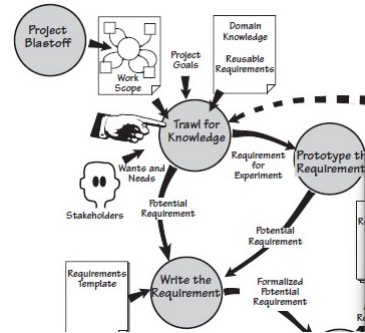 Project
Blastoff
Work
Scope
Project
Goals
Domain
Knowledge
Reusable
Requirements
Trawl for
Knowledge
Wants and
Needs
Stakeholders
Requirement
for
Experiment
Prototype th
Requirement
Potential
Requirement
Potential
Requirement
Requirements
Template
Write the
Requirement
Formalized
Potential
Requirement